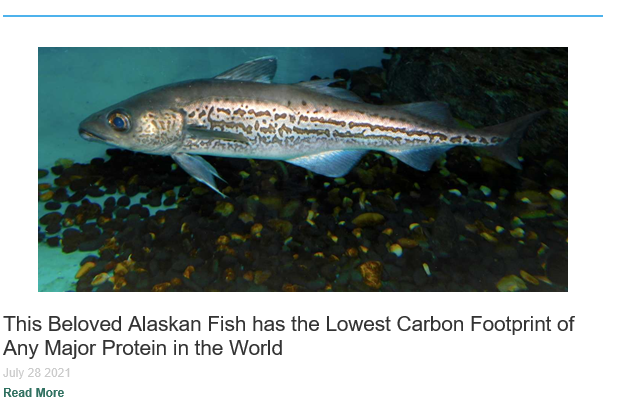 This Beloved Alaskan Fish has the Lowest Carbon Footprint of
Any Major Protein in the World
July 28 2021
Read More